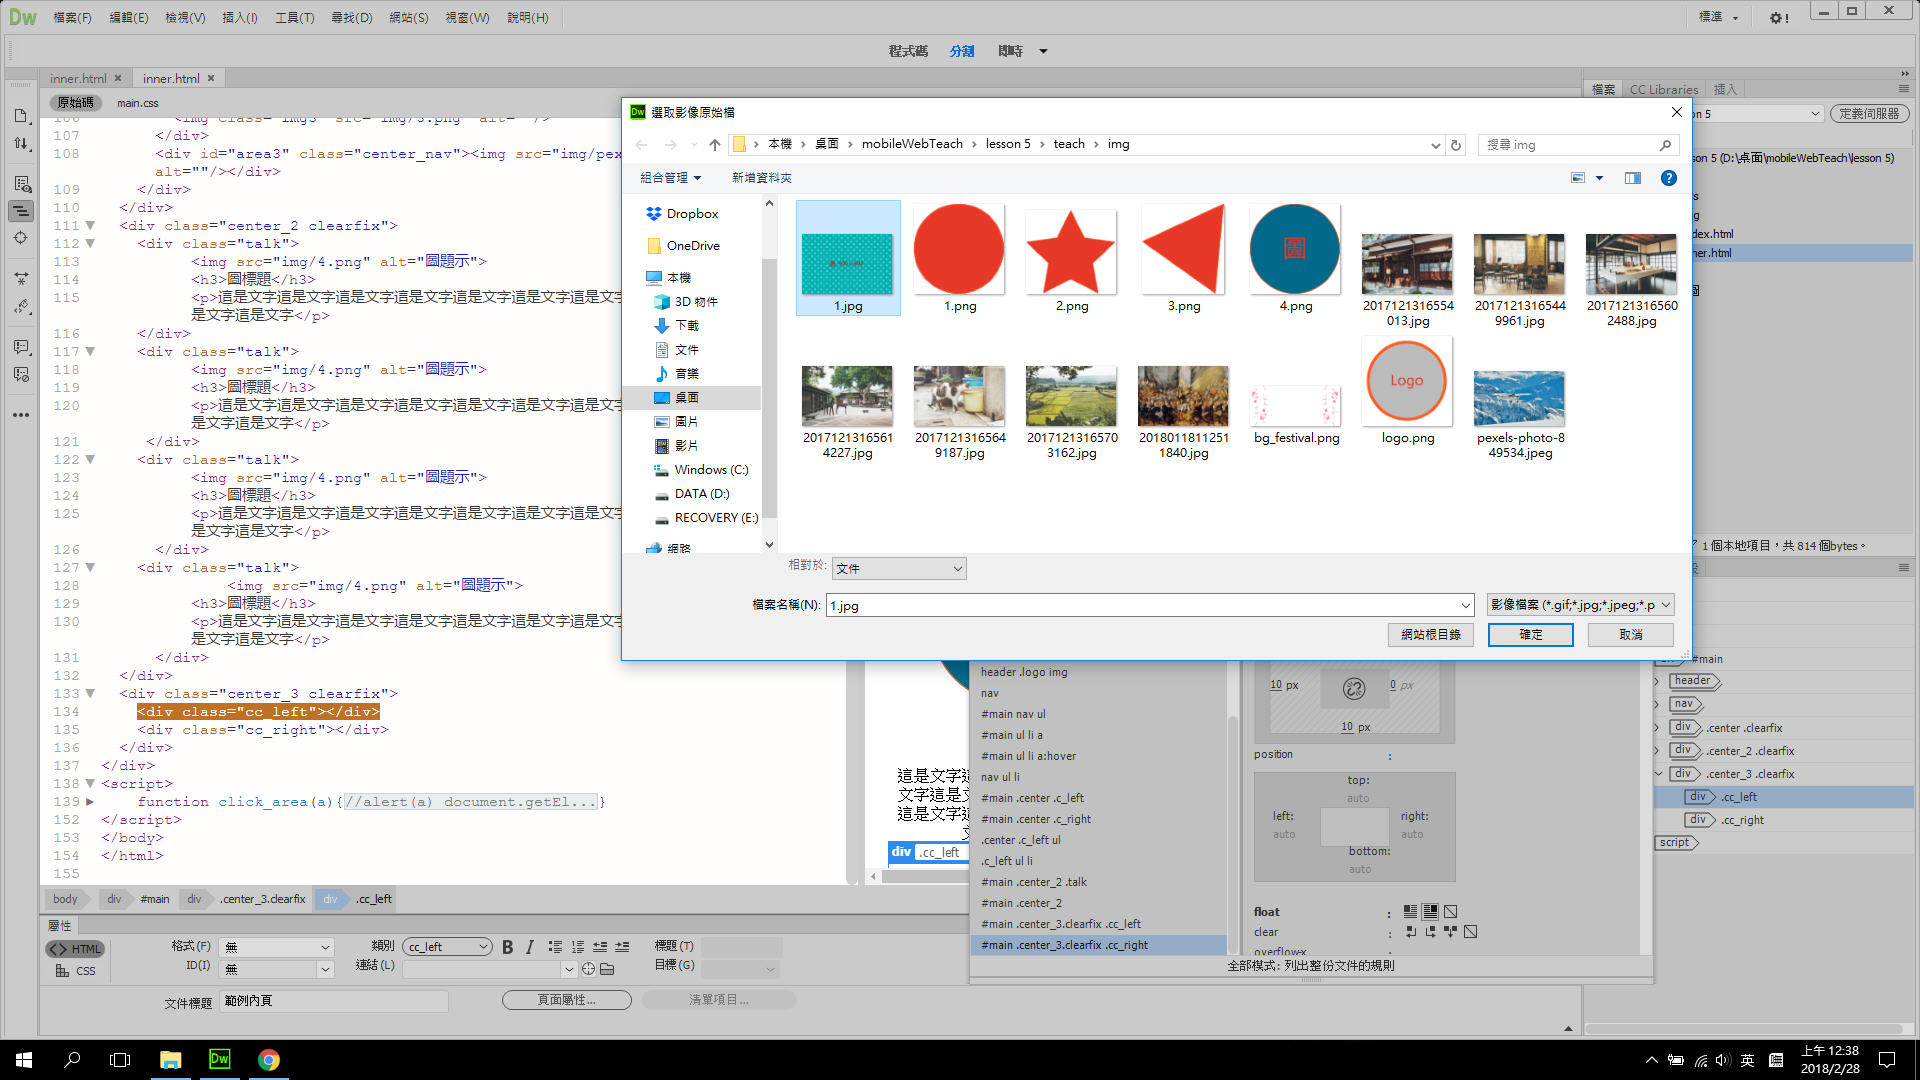 Dw 檔案(F) 編輯(E) 檢視(V) 插入(I) 工具(T) 尋找(D) 網站(S) 視窗(W) 說明(H) 標準
程式碼 分割 即時
inner.html inner.html
原始碼 main.css
107 </div>
108 <div id="area3" class="center_nav"><img src="img/pex
alt=""/></div>
109 </div>
110 </div>
111 <div class="center_2 clearfix">
112 <div class="talk">
113 <img src="img/4.png" alt="圖題示">
114 <h3>圖標題</h3>
115 <p>這是文字這是文字這是文字這是文字這是文字這是文字這是文
是文字這是文字</p>
116 </div>
117 <div class="talk">
118 <img src="img/4.png" alt="圖題示">
119 <h3>圖標題</h3>
120 <p>這是文字這是文字這是文字這是文字這是文字這是文字這是文
是文字這是文字</p>
121 </div>
122 <div class="talk">
123 <img src="img/4.png" alt="圖題示">
124 <h3>圖標題</h3>
125 <p>這是文字這是文字這是文字這是文字這是文字這是文字這是文
是文字這是文字</p>
126 </div>
127 <div class="talk">
128 <img src="img/4.png" alt="圖題示">
129 <h3>圖標題</h3>
130 <p>這是文字這是文字這是文字這是文字這是文字這是文字這是文
是文字這是文字</p>
131 </div>
132 </div>
133 <div class="center_3 clearfix">
134 <div class="cc_left"></div>
135 <div class="cc_right"></div>
136 </div>
137 </div>
138 <script>
139 function click_area(a){//alert(a) document.getEl...}
152 </script>
153 </body>
154 </html>
155
body div #main div .center_3.clearfix div .cc_left
屬性
<> HTML 格式(F) 無 類別 cc_left B I 標題(T)
CSS ID(I) 無 連結(L) 目標(G)
文件標題 範例內頁 頁面屬性... 清單項目...
Dw 選取影像原始檔
本機 桌面 mobileWebTeach lesson 5 teach img 搜尋 img
組合管理 新增資料夾
Dropbox
OneDrive
本機
3D 物件
下載
文件
音樂
桌面
圖片
影片
Windows (C:)
DATA (D:)
RECOVERY (E:)
網路
1.jpg 1.png 2.png 3.png 4.png 2017121316554013.jpg 20171213165449961.jpg 20171213165602488.jpg
Logo
20171213165614227.jpg 20171213165649187.jpg 20171213165703162.jpg 20180118112511840.jpg bg_festival.png logo.png pexels-photo-849534.jpeg
相對於: 文件
檔案名稱(N): 1.jpg 影像檔案 (*.gif;*.jpg;*.jpeg;*.p
網站根目錄 確定 取消
這是文字這
文字這是文
這是文字這
div .cc_left
header .logo img
nav
#main nav ul
#main ul li a
#main ul li a:hover
nav ul li
#main .center .c_left
#main .center .c_right
.center .c_left ul
.c_left ul li
#main .center_2 .talk
#main .center_2
#main .center_3.clearfix .cc_left
#main .center_3.clearfix .cc_right
10 px 0 px
10 px
position :
top:
auto
left: right:
auto auto
bottom:
auto
float :
clear :
overflow-x
全部模式: 列出整份文件的規則
檔案 CC Libraries 插入
on 5 定義伺服器
son 5 (D:\桌面\mobileWebTeach\lesson 5)
dex.html
ner.html
1 個本地項目,共 814 個bytes。
#main
header
nav
div .center .clearfix
div .center_2 .clearfix
div .center_3 .clearfix
div .cc_left
div .cc_right
script
Dw 英 上午 12:38
2018/2/28